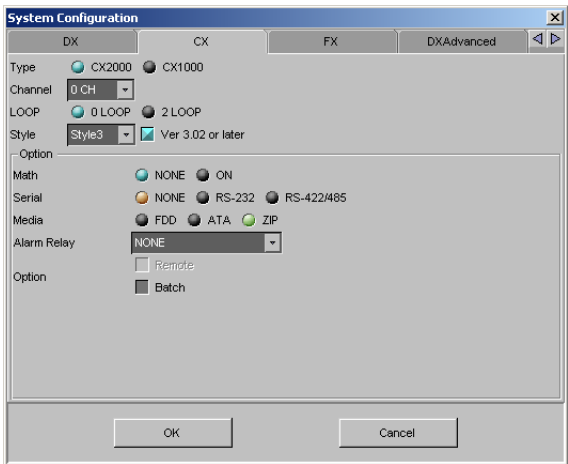 System Configuration
DX CX FX DXAdvanced
Type CX2000 CX1000
Channel 0 CH
LOOP 0 LOOP 2 LOOP
Style Style3 Ver 3.02 or later
Option
Math NONE ON
Serial NONE RS-232 RS-422/485
Media FDD ATA ZIP
Alarm Relay NONE
Remote
Option
Batch
OK Cancel